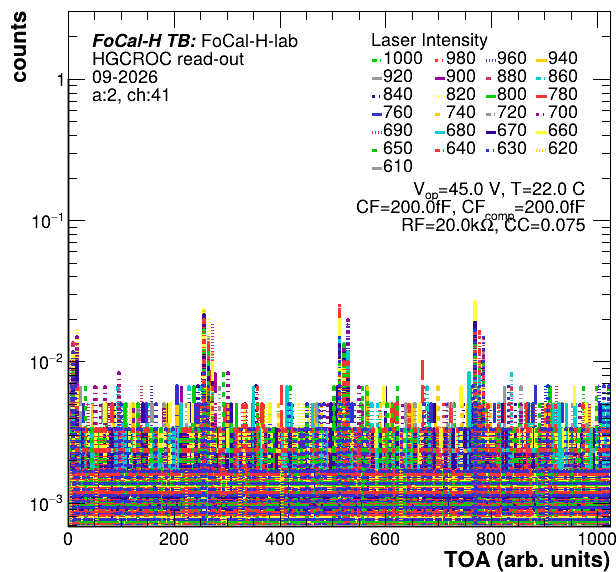 counts
FoCal-H TB: FoCal-H-lab
HGCROC read-out
09-2026
a:2, ch:41
Laser Intensity
1000 980 960 940
920 900 880 860
840 820 800 780
760 740 720 700
690 680 670 660
650 640 630 620
610
Vop=45.0 V, T=22.0 C
CF=200.0fF, CFcomp=200.0fF
RF=20.0kΩ, CC=0.075
1
10−1
10−2
10−3
0 200 400 600 800 1000
TOA (arb. units)